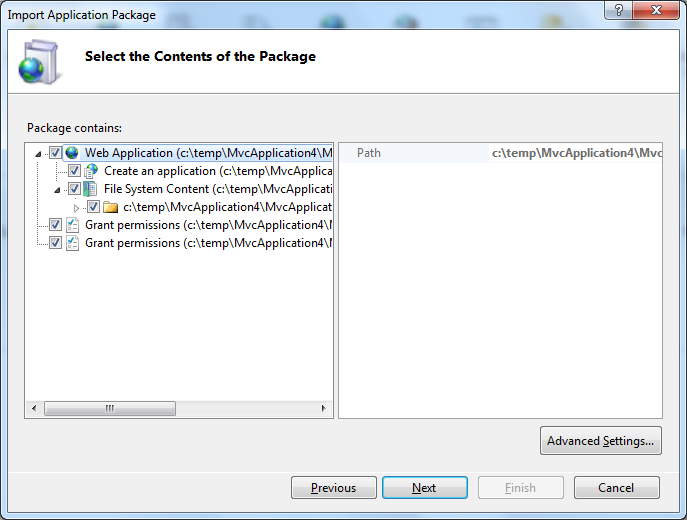 Import Application Package
Select the Contents of the Package
Package contains:
Web Application (c:\temp\MvcApplication4\M
Create an application (c:\temp\MvcApplica
File System Content (c:\temp\MvcApplicati
c:\temp\MvcApplication4\MvcApplicat
Grant permissions (c:\temp\MvcApplication4\
Grant permissions (c:\temp\MvcApplication4\
Path c:\temp\MvcApplication4\Mvc
Advanced Settings...
Previous Next Finish Cancel